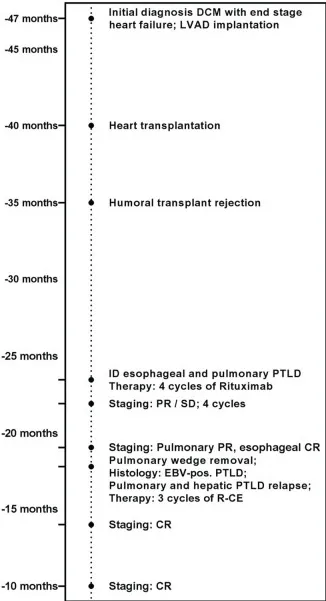 -47 months
Initial diagnosis DCM with end stage
heart failure; LVAD implantation
-45 months
-40 months
Heart transplantation
-35 months
Humoral transplant rejection
-30 months
-25 months
ID esophageal and pulmonary PTLD
Therapy: 4 cycles of Rituximab
Staging: PR / SD; 4 cycles
-20 months
Staging: Pulmonary PR, esophageal CR
Pulmonary wedge removal;
Histology: EBV-pos. PTLD;
Pulmonary and hepatic PTLD relapse;
Therapy: 3 cycles of R-CE
-15 months
Staging: CR
-10 months
Staging: CR